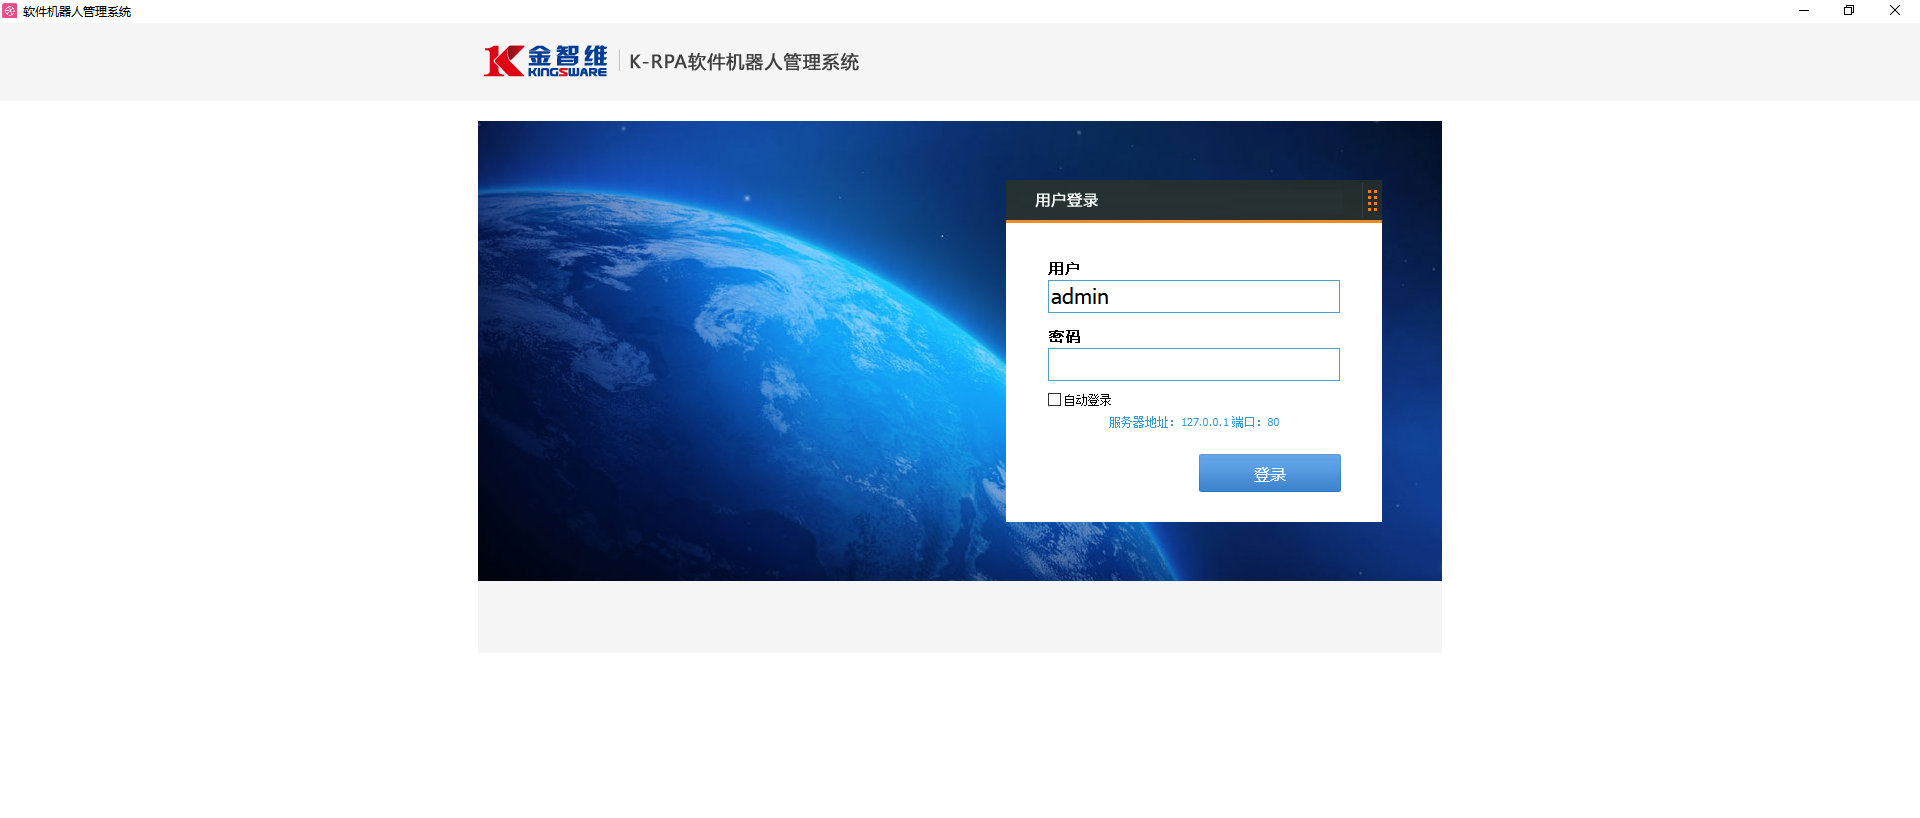 软件机器人管理系统
金智维
KINGSWARE
K-RPA软件机器人管理系统
用户登录
用户
admin
密码
自动登录
服务器地址：127.0.0.1 端口：80
登录